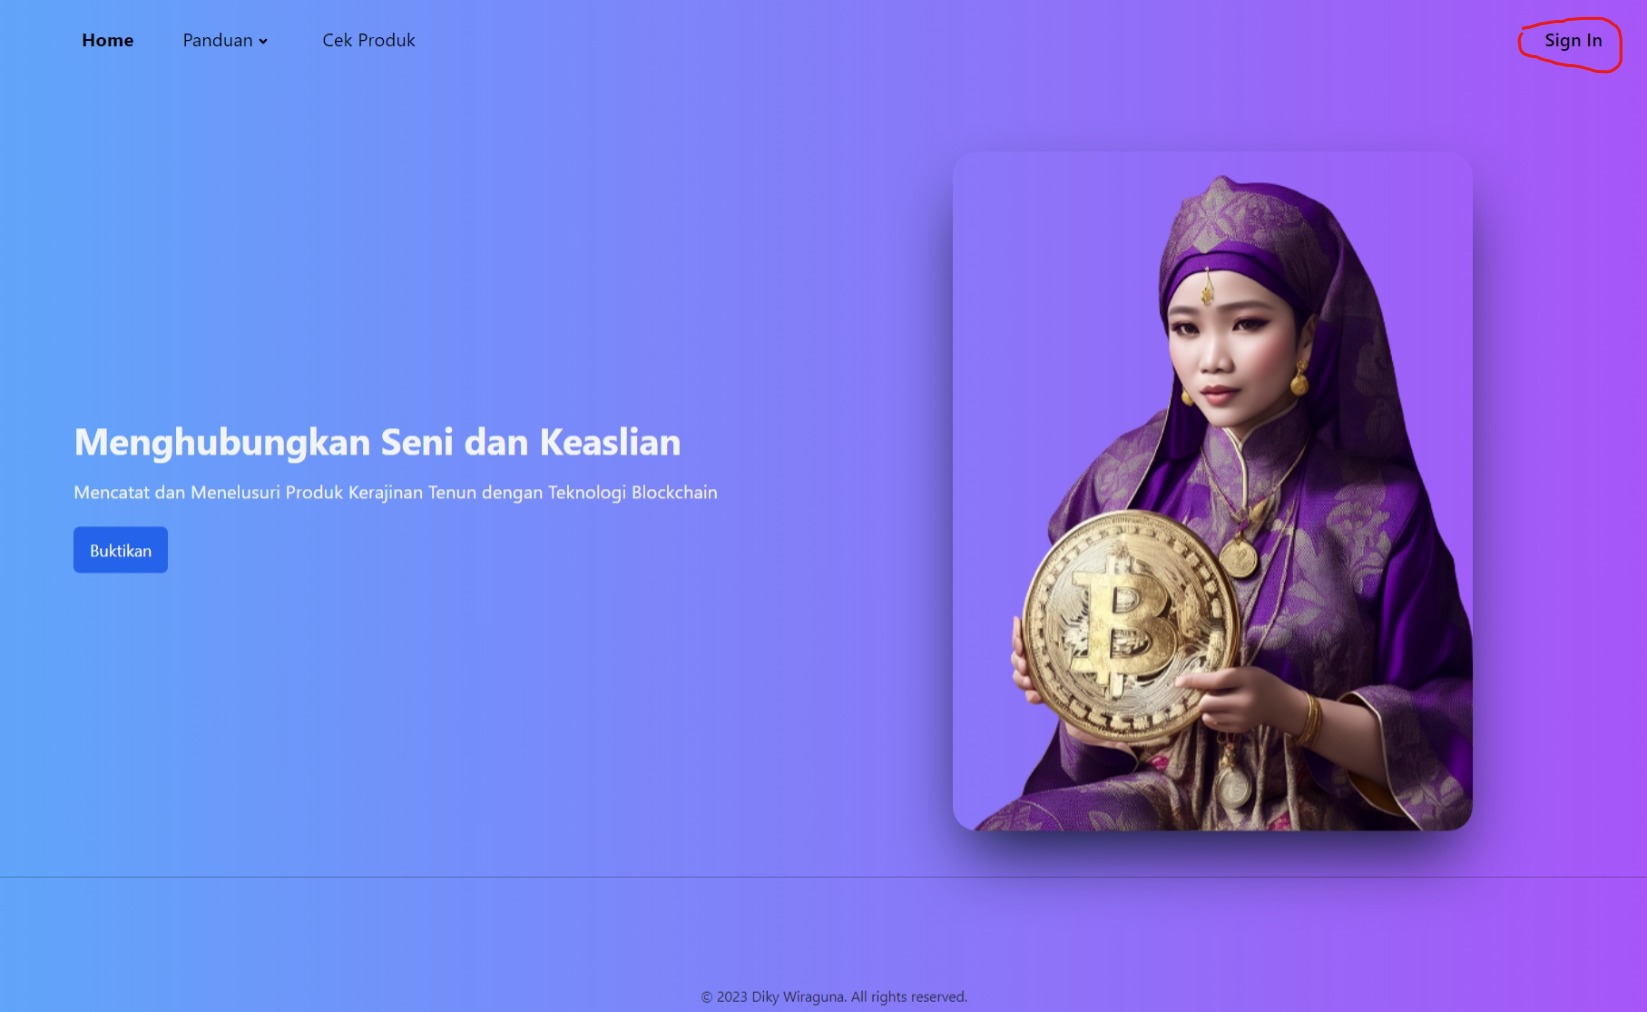 Home Panduan Cek Produk Sign In
Menghubungkan Seni dan Keaslian
Mencatat dan Menelusuri Produk Kerajinan Tenun dengan Teknologi Blockchain
Buktikan
© 2023 Diky Wiraguna. All rights reserved.